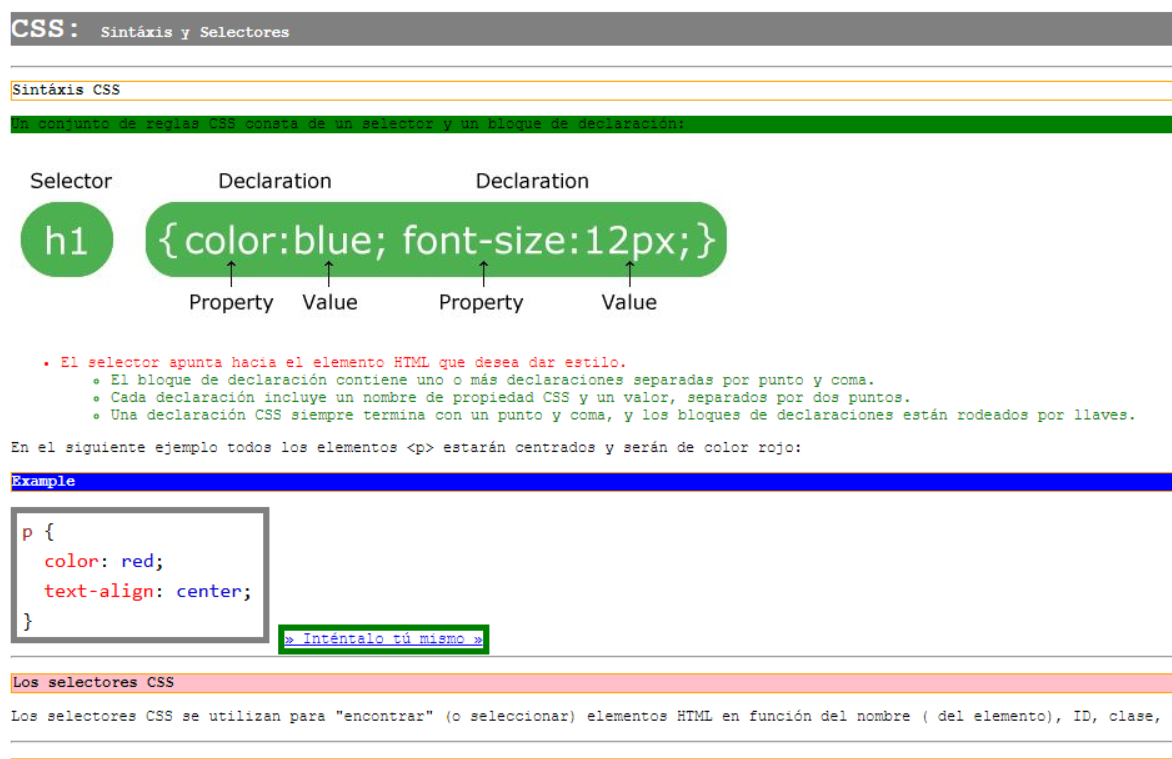 CSS: Sintáxis y Selectores
Sintáxis CSS
Un conjunto de reglas CSS consta de un selector y un bloque de declaración:
Selector Declaration Declaration
h1 {color:blue; font-size:12px;}
Property Value Property Value
• El selector apunta hacia el elemento HTML que desea dar estilo.
∘ El bloque de declaración contiene uno o más declaraciones separadas por punto y coma.
∘ Cada declaración incluye un nombre de propiedad CSS y un valor, separados por dos puntos.
∘ Una declaración CSS siempre termina con un punto y coma, y los bloques de declaraciones están rodeados por llaves.
En el siguiente ejemplo todos los elementos <p> estarán centrados y serán de color rojo:
Example
p {
color: red;
text-align: center;
}
» Inténtalo tú mismo »
Los selectores CSS
Los selectores CSS se utilizan para "encontrar" (o seleccionar) elementos HTML en función del nombre ( del elemento), ID, clase,